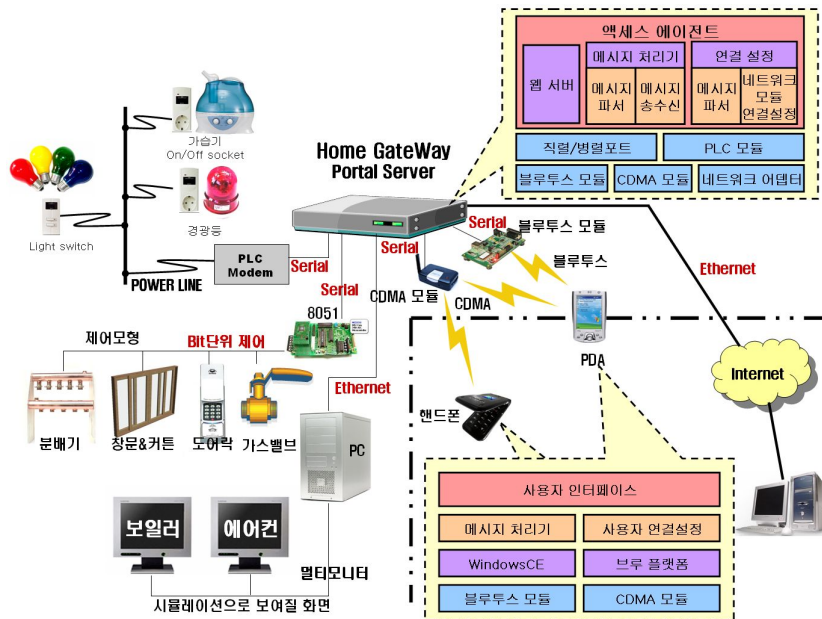 액세스 에이전트
웹 서버
메시지 처리기
연결 설정
메시지
파서
메시지
송수신
메시지
파서
네트워크
모듈
연결설정
직렬/병렬포트
PLC 모듈
블루투스 모듈
CDMA 모듈
네트워크 어뎁터
가습기
On/Off socket
Home GateWay
Portal Server
Light switch
경광등
PLC
Modem
POWER LINE
Serial
Serial
Serial
Serial
블루투스 모듈
블루투스
CDMA 모듈
CDMA
Ethernet
8051
제어모형
Bit단위 제어
분배기
창문&커튼
도어락
가스밸브
Ethernet
PC
PDA
핸드폰
Internet
보일러
에어컨
멀티모니터
시뮬레이션으로 보여질 화면
사용자 인터페이스
메시지 처리기
사용자 연결설정
WindowsCE
브루 플랫폼
블루투스 모듈
CDMA 모듈